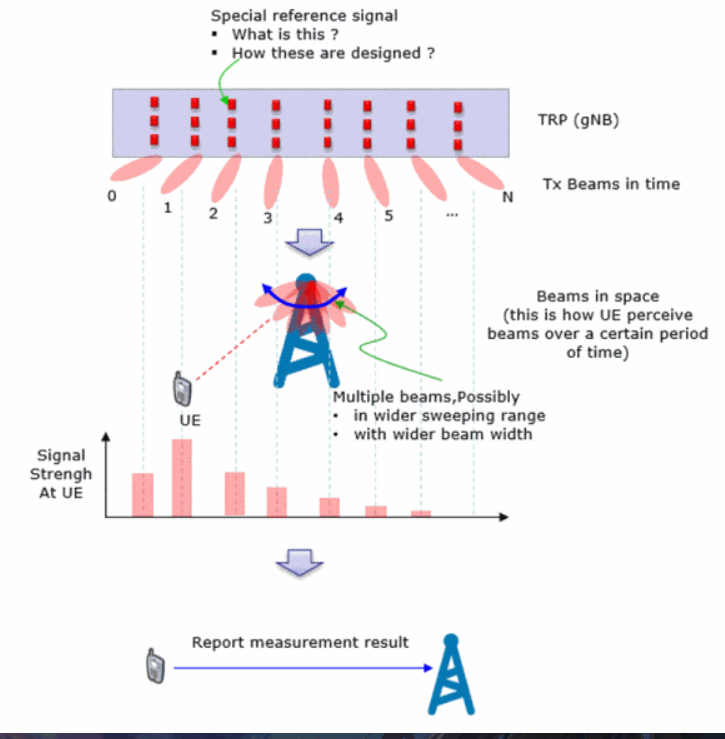 Special reference signal
▪ What is this ?
▪ How these are designed ?
TRP (gNB)
Tx Beams in time
0
1
2
3
4
5
...
N
Beams in space
(this is how UE perceive
beams over a certain period
of time)
UE
Multiple beams,Possibly
• in wider sweeping range
• with wider beam width
Signal
Strengh
At UE
Report measurement result